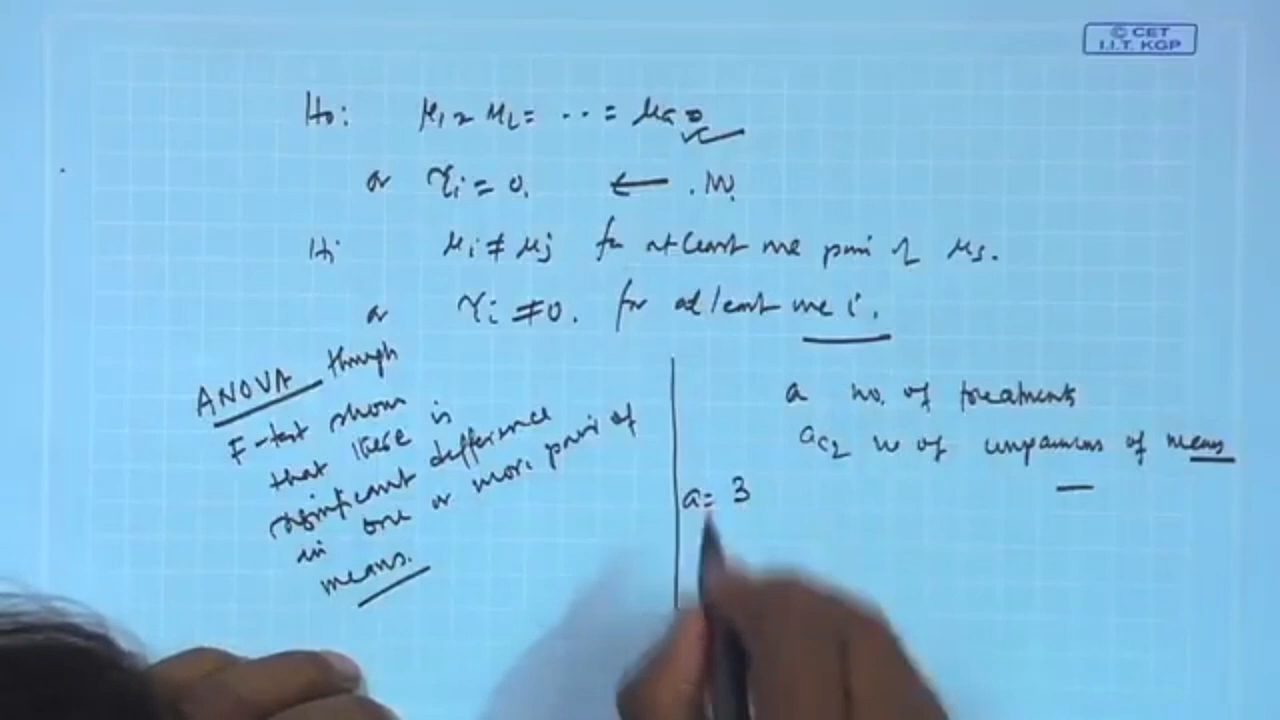 © CET
I.I.T. KGP
Ho: μ1 = μ2 = ... = μa = 0
or τi = 0. ←
H1 μi ≠ μj for at least one pair of μs.
or τi ≠ 0. for at least one i.
ANOVA through
F-test shows
that there is
significant difference
in one or more pair of
means.
a no. of treatments
aC2 no of comparisons of means
a = 3